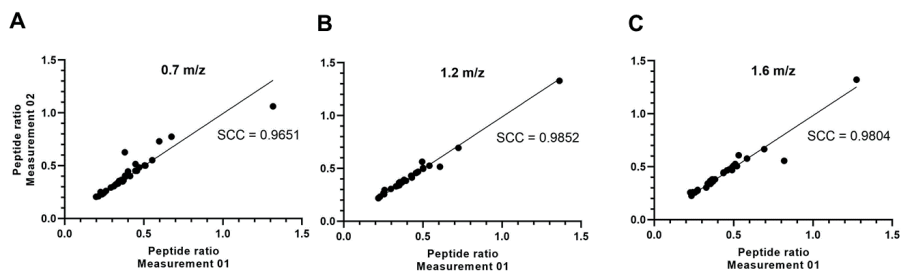 A
B
C
0.7 m/z
1.2 m/z
1.6 m/z
Peptide ratio
Measurement 02
1.5
1.0
0.5
0.0
SCC = 0.9651
0.0 0.5 1.0 1.5
Peptide ratio
Measurement 01
1.5
1.0
0.5
0.0
SCC = 0.9852
0.0 0.5 1.0 1.5
Peptide ratio
Measurement 01
1.5
1.0
0.5
0.0
SCC = 0.9804
0.0 0.5 1.0 1.5
Peptide ratio
Measurement 01